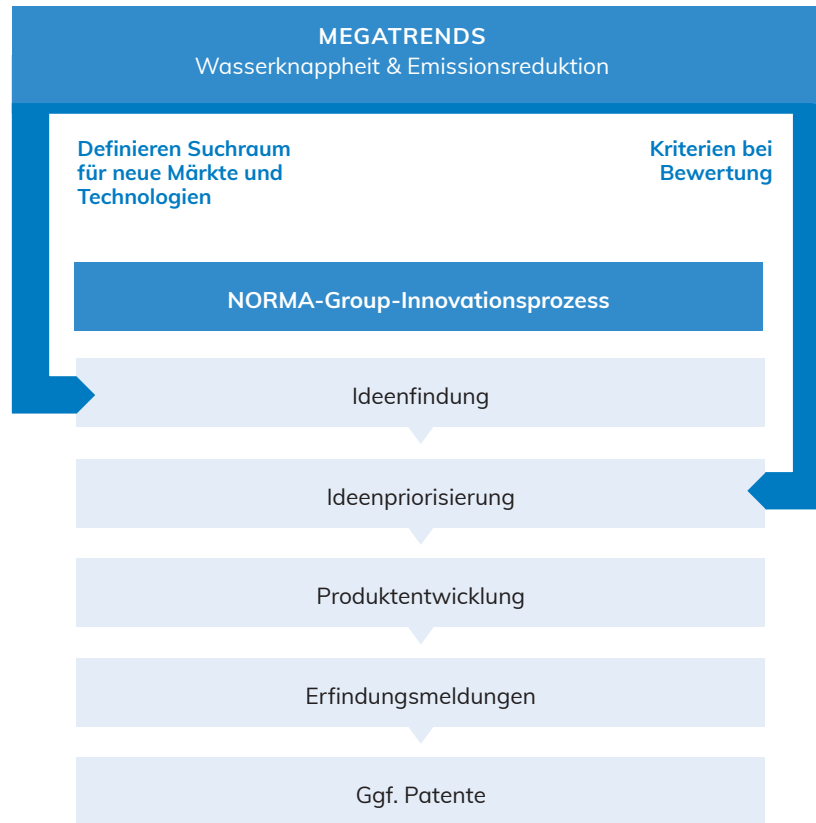 MEGATRENDS
Wasserknappheit & Emissionsreduktion
Definieren Suchraum
für neue Märkte und
Technologien
Kriterien bei
Bewertung
NORMA-Group-Innovationsprozess
Ideenfindung
Ideenpriorisierung
Produktentwicklung
Erfindungsmeldungen
Ggf. Patente